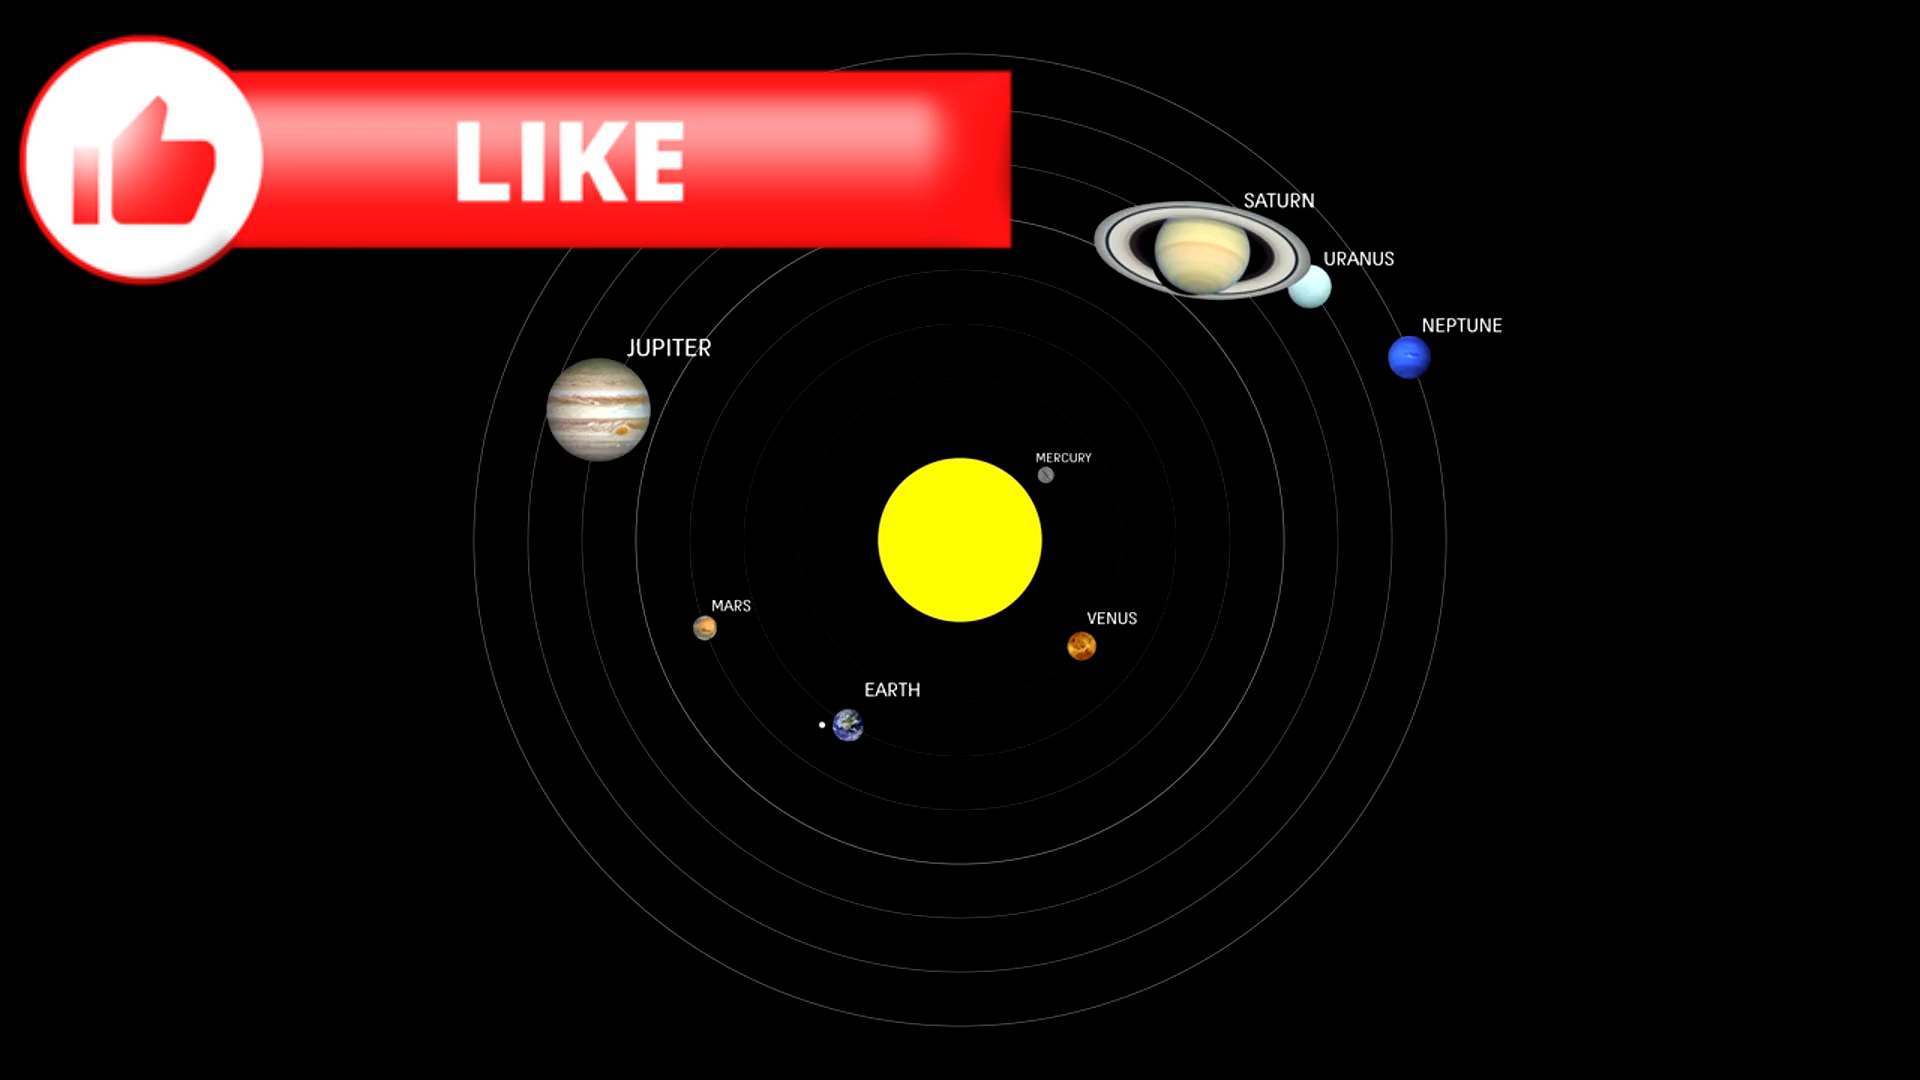 LIKE
SATURN
URANUS
NEPTUNE
JUPITER
MERCURY
MARS
VENUS
EARTH